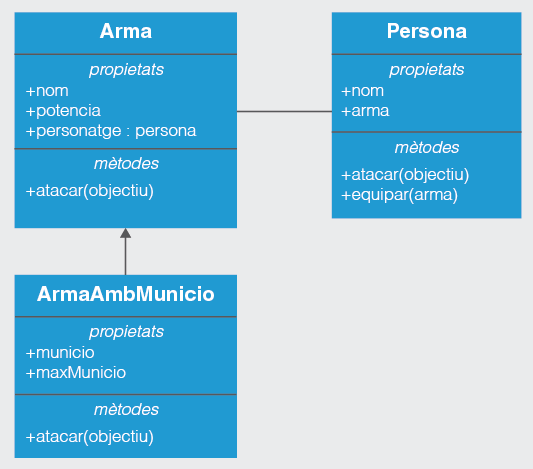 Arma
propietats
+nom
+potencia
+personatge : persona
mètodes
+atacar(objectiu)
Persona
propietats
+nom
+arma
mètodes
+atacar(objectiu)
+equipar(arma)
ArmaAmbMunicio
propietats
+municio
+maxMunicio
mètodes
+atacar(objectiu)